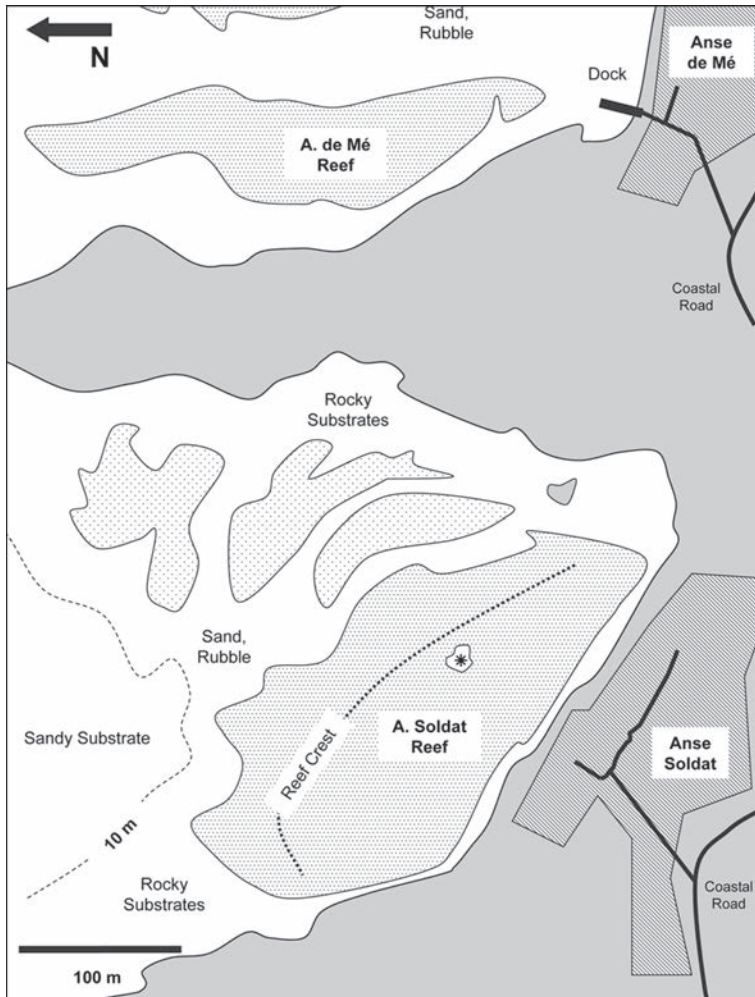 Sand,
Rubble
N
Anse
de Mé
Dock
A. de Mé
Reef
Coastal
Road
Rocky
Substrates
Sand,
Rubble
Sandy Substrate
Reef Crest
A. Soldat
Reef
Anse
Soldat
10 m
Rocky
Substrates
Coastal
Road
100 m